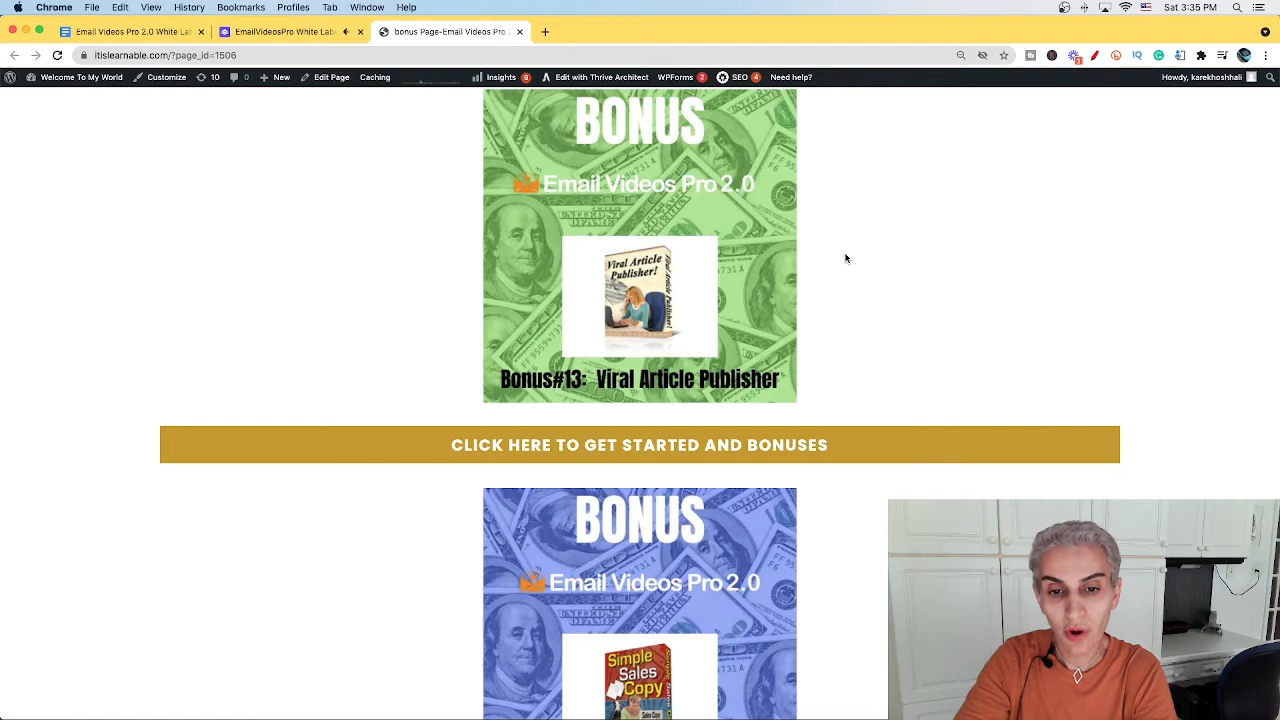 Chrome File Edit View History Bookmarks Profiles Tab Window Help
Sat 3:35 PM
Email Videos Pro 2.0 White Lab
EmailVideosPro White Labe
bonus Page-Email Videos Pro 2
itislearnable.com/?page_id=1506
Welcome To My World Customize 10 0 New Edit Page Caching Insights 9 Edit with Thrive Architect WPForms 2 SEO 4 Need help? Howdy, karekhoshhali
BONUS
Email Videos Pro 2.0
Viral Article Publisher!
Bonus#13: Viral Article Publisher
CLICK HERE TO GET STARTED AND BONUSES
BONUS
Email Videos Pro 2.0
Simple
Sales
Copy